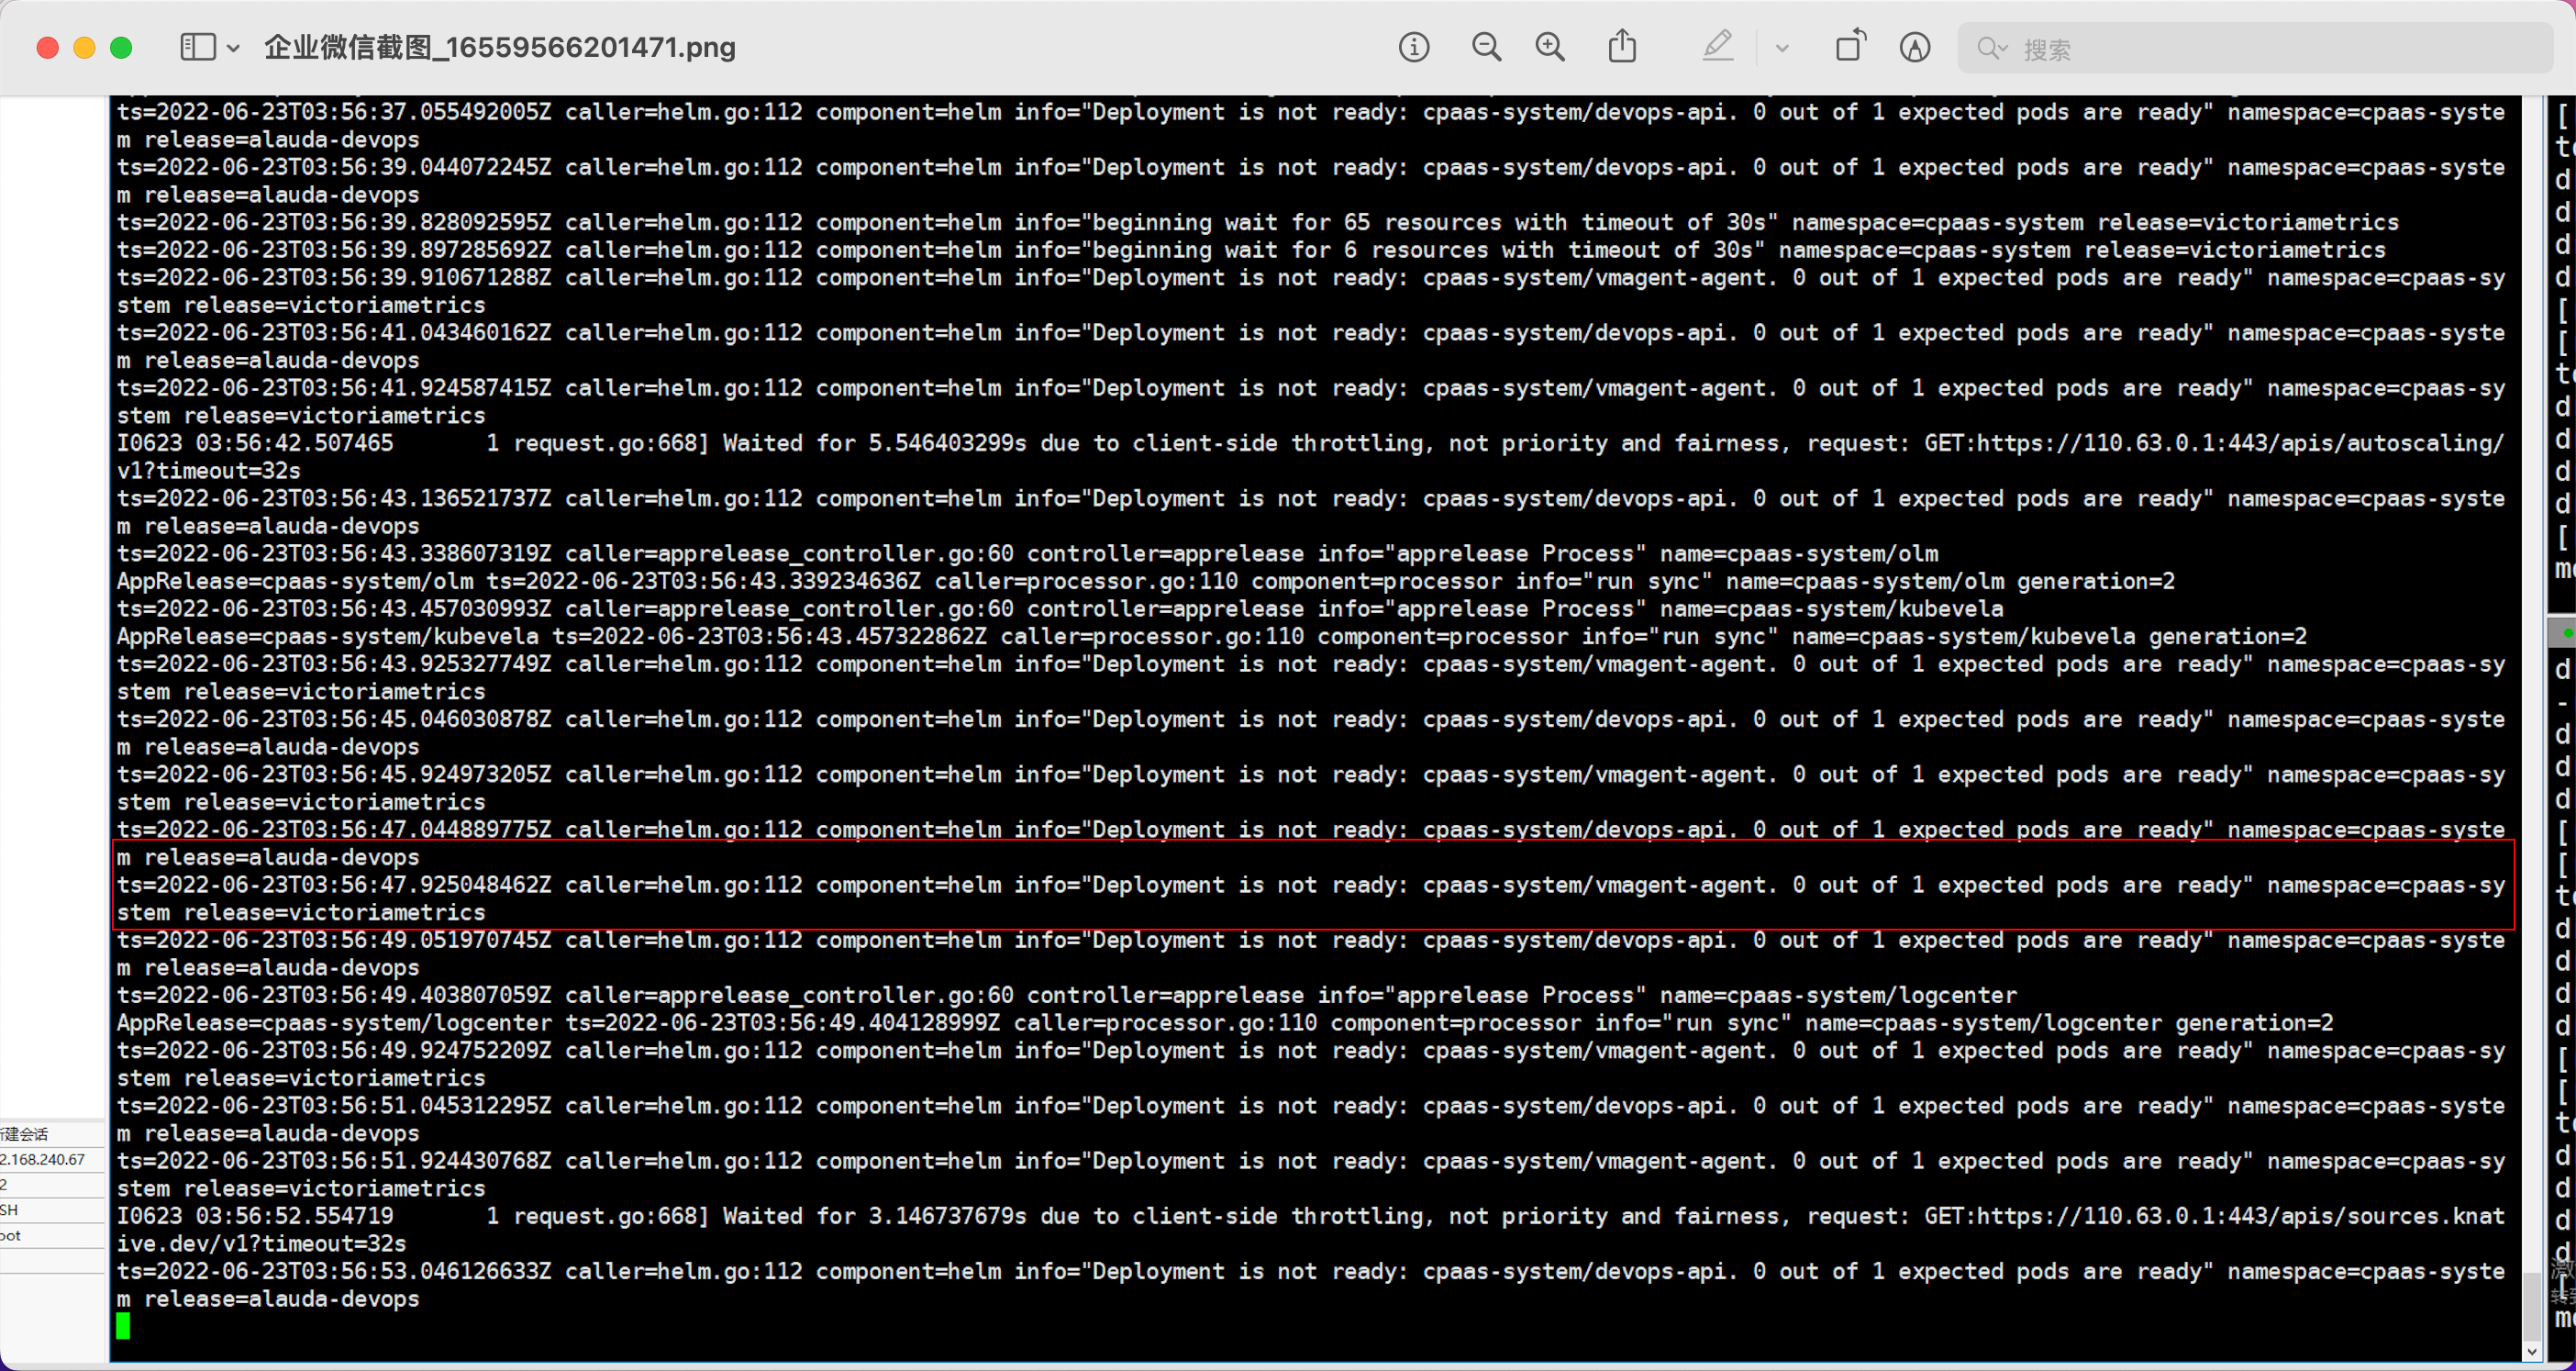 企业微信截图_16559566201471.png
搜索
ts=2022-06-23T03:56:37.055492005Z caller=helm.go:112 component=helm info="Deployment is not ready: cpaas-system/devops-api. 0 out of 1 expected pods are ready" namespace=cpaas-syste
m release=alauda-devops
ts=2022-06-23T03:56:39.044072245Z caller=helm.go:112 component=helm info="Deployment is not ready: cpaas-system/devops-api. 0 out of 1 expected pods are ready" namespace=cpaas-syste
m release=alauda-devops
ts=2022-06-23T03:56:39.828092595Z caller=helm.go:112 component=helm info="beginning wait for 65 resources with timeout of 30s" namespace=cpaas-system release=victoriametrics
ts=2022-06-23T03:56:39.897285692Z caller=helm.go:112 component=helm info="beginning wait for 6 resources with timeout of 30s" namespace=cpaas-system release=victoriametrics
ts=2022-06-23T03:56:39.910671288Z caller=helm.go:112 component=helm info="Deployment is not ready: cpaas-system/vmagent-agent. 0 out of 1 expected pods are ready" namespace=cpaas-sy
stem release=victoriametrics
ts=2022-06-23T03:56:41.043460162Z caller=helm.go:112 component=helm info="Deployment is not ready: cpaas-system/devops-api. 0 out of 1 expected pods are ready" namespace=cpaas-syste
m release=alauda-devops
ts=2022-06-23T03:56:41.924587415Z caller=helm.go:112 component=helm info="Deployment is not ready: cpaas-system/vmagent-agent. 0 out of 1 expected pods are ready" namespace=cpaas-sy
stem release=victoriametrics
I0623 03:56:42.507465       1 request.go:668] Waited for 5.546403299s due to client-side throttling, not priority and fairness, request: GET:https://110.63.0.1:443/apis/autoscaling/
v1?timeout=32s
ts=2022-06-23T03:56:43.136521737Z caller=helm.go:112 component=helm info="Deployment is not ready: cpaas-system/devops-api. 0 out of 1 expected pods are ready" namespace=cpaas-syste
m release=alauda-devops
ts=2022-06-23T03:56:43.338607319Z caller=apprelease_controller.go:60 controller=apprelease info="apprelease Process" name=cpaas-system/olm
AppRelease=cpaas-system/olm ts=2022-06-23T03:56:43.339234636Z caller=processor.go:110 component=processor info="run sync" name=cpaas-system/olm generation=2
ts=2022-06-23T03:56:43.457030993Z caller=apprelease_controller.go:60 controller=apprelease info="apprelease Process" name=cpaas-system/kubevela
AppRelease=cpaas-system/kubevela ts=2022-06-23T03:56:43.457322862Z caller=processor.go:110 component=processor info="run sync" name=cpaas-system/kubevela generation=2
ts=2022-06-23T03:56:43.925327749Z caller=helm.go:112 component=helm info="Deployment is not ready: cpaas-system/vmagent-agent. 0 out of 1 expected pods are ready" namespace=cpaas-sy
stem release=victoriametrics
ts=2022-06-23T03:56:45.046030878Z caller=helm.go:112 component=helm info="Deployment is not ready: cpaas-system/devops-api. 0 out of 1 expected pods are ready" namespace=cpaas-syste
m release=alauda-devops
ts=2022-06-23T03:56:45.924973205Z caller=helm.go:112 component=helm info="Deployment is not ready: cpaas-system/vmagent-agent. 0 out of 1 expected pods are ready" namespace=cpaas-sy
stem release=victoriametrics
ts=2022-06-23T03:56:47.044889775Z caller=helm.go:112 component=helm info="Deployment is not ready: cpaas-system/devops-api. 0 out of 1 expected pods are ready" namespace=cpaas-syste
m release=alauda-devops
ts=2022-06-23T03:56:47.925048462Z caller=helm.go:112 component=helm info="Deployment is not ready: cpaas-system/vmagent-agent. 0 out of 1 expected pods are ready" namespace=cpaas-sy
stem release=victoriametrics
ts=2022-06-23T03:56:49.051970745Z caller=helm.go:112 component=helm info="Deployment is not ready: cpaas-system/devops-api. 0 out of 1 expected pods are ready" namespace=cpaas-syste
m release=alauda-devops
ts=2022-06-23T03:56:49.403807059Z caller=apprelease_controller.go:60 controller=apprelease info="apprelease Process" name=cpaas-system/logcenter
AppRelease=cpaas-system/logcenter ts=2022-06-23T03:56:49.404128999Z caller=processor.go:110 component=processor info="run sync" name=cpaas-system/logcenter generation=2
ts=2022-06-23T03:56:49.924752209Z caller=helm.go:112 component=helm info="Deployment is not ready: cpaas-system/vmagent-agent. 0 out of 1 expected pods are ready" namespace=cpaas-sy
stem release=victoriametrics
ts=2022-06-23T03:56:51.045312295Z caller=helm.go:112 component=helm info="Deployment is not ready: cpaas-system/devops-api. 0 out of 1 expected pods are ready" namespace=cpaas-syste
m release=alauda-devops
ts=2022-06-23T03:56:51.924430768Z caller=helm.go:112 component=helm info="Deployment is not ready: cpaas-system/vmagent-agent. 0 out of 1 expected pods are ready" namespace=cpaas-sy
stem release=victoriametrics
I0623 03:56:52.554719       1 request.go:668] Waited for 3.146737679s due to client-side throttling, not priority and fairness, request: GET:https://110.63.0.1:443/apis/sources.knat
ive.dev/v1?timeout=32s
ts=2022-06-23T03:56:53.046126633Z caller=helm.go:112 component=helm info="Deployment is not ready: cpaas-system/devops-api. 0 out of 1 expected pods are ready" namespace=cpaas-syste
m release=alauda-devops
建会话
2.168.240.67
2
SH
oot